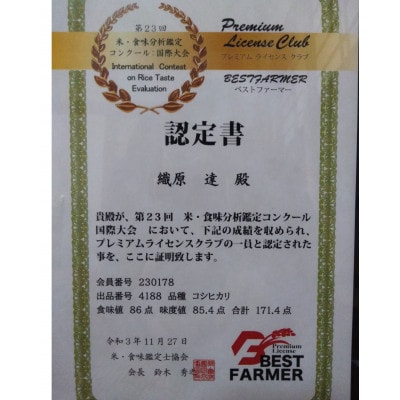 第23回
米・食味分析鑑定
コンクール:国際大会
International Contest
on Rice Taste
Evaluation
Premium
License Club
プレミアム ライセンス クラブ
BESTFARMER
ベストファーマー
認定書
織原 達 殿
貴殿が、第23回 米・食味分析鑑定コンクール
国際大会 において、下記の成績を収められ、
プレミアムライセンスクラブの一員と認定された
事を、ここに証明致します。
会員番号 230178
出品番号 4188 品種 コシヒカリ
食味値 86点 味度値 85.4点 合計 171.4点
令和3年11月27日
米・食味鑑定士協会
会長 鈴木 秀
Premium
License
BEST
FARMER